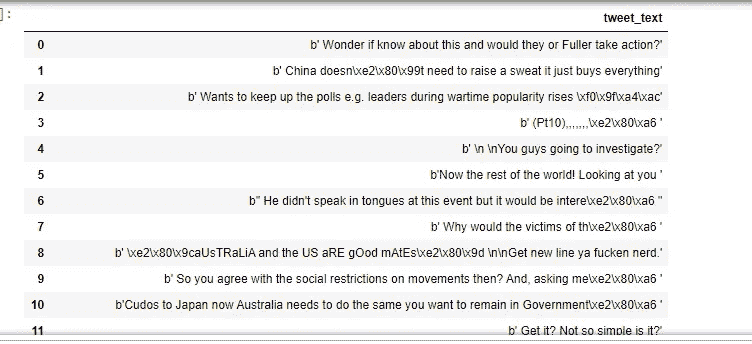 ]:
tweet_text
0 b' Wonder if know about this and would they or Fuller take action?'
1 b' China doesn\xe2\x80\x99t need to raise a sweat it just buys everything'
2 b' Wants to keep up the polls e.g. leaders during wartime popularity rises \xf0\x9f\xa4\xac'
3 b' (Pt10),,,,,,,\xe2\x80\xa6 '
4 b' \n \nYou guys going to investigate?'
5 b'Now the rest of the world! Looking at you '
6 b" He didn't speak in tongues at this event but it would be intere\xe2\x80\xa6 "
7 b' Why would the victims of th\xe2\x80\xa6 '
8 b' \xe2\x80\x9caUsTRaLiA and the US aRE gOod mAtEs\xe2\x80\x9d \n\nGet new line ya fucken nerd.'
9 b' So you agree with the social restrictions on movements then? And, asking me\xe2\x80\xa6 '
10 b'Cudos to Japan now Australia needs to do the same you want to remain in Government\xe2\x80\xa6 '
11 b' Get it? Not so simple is it?'